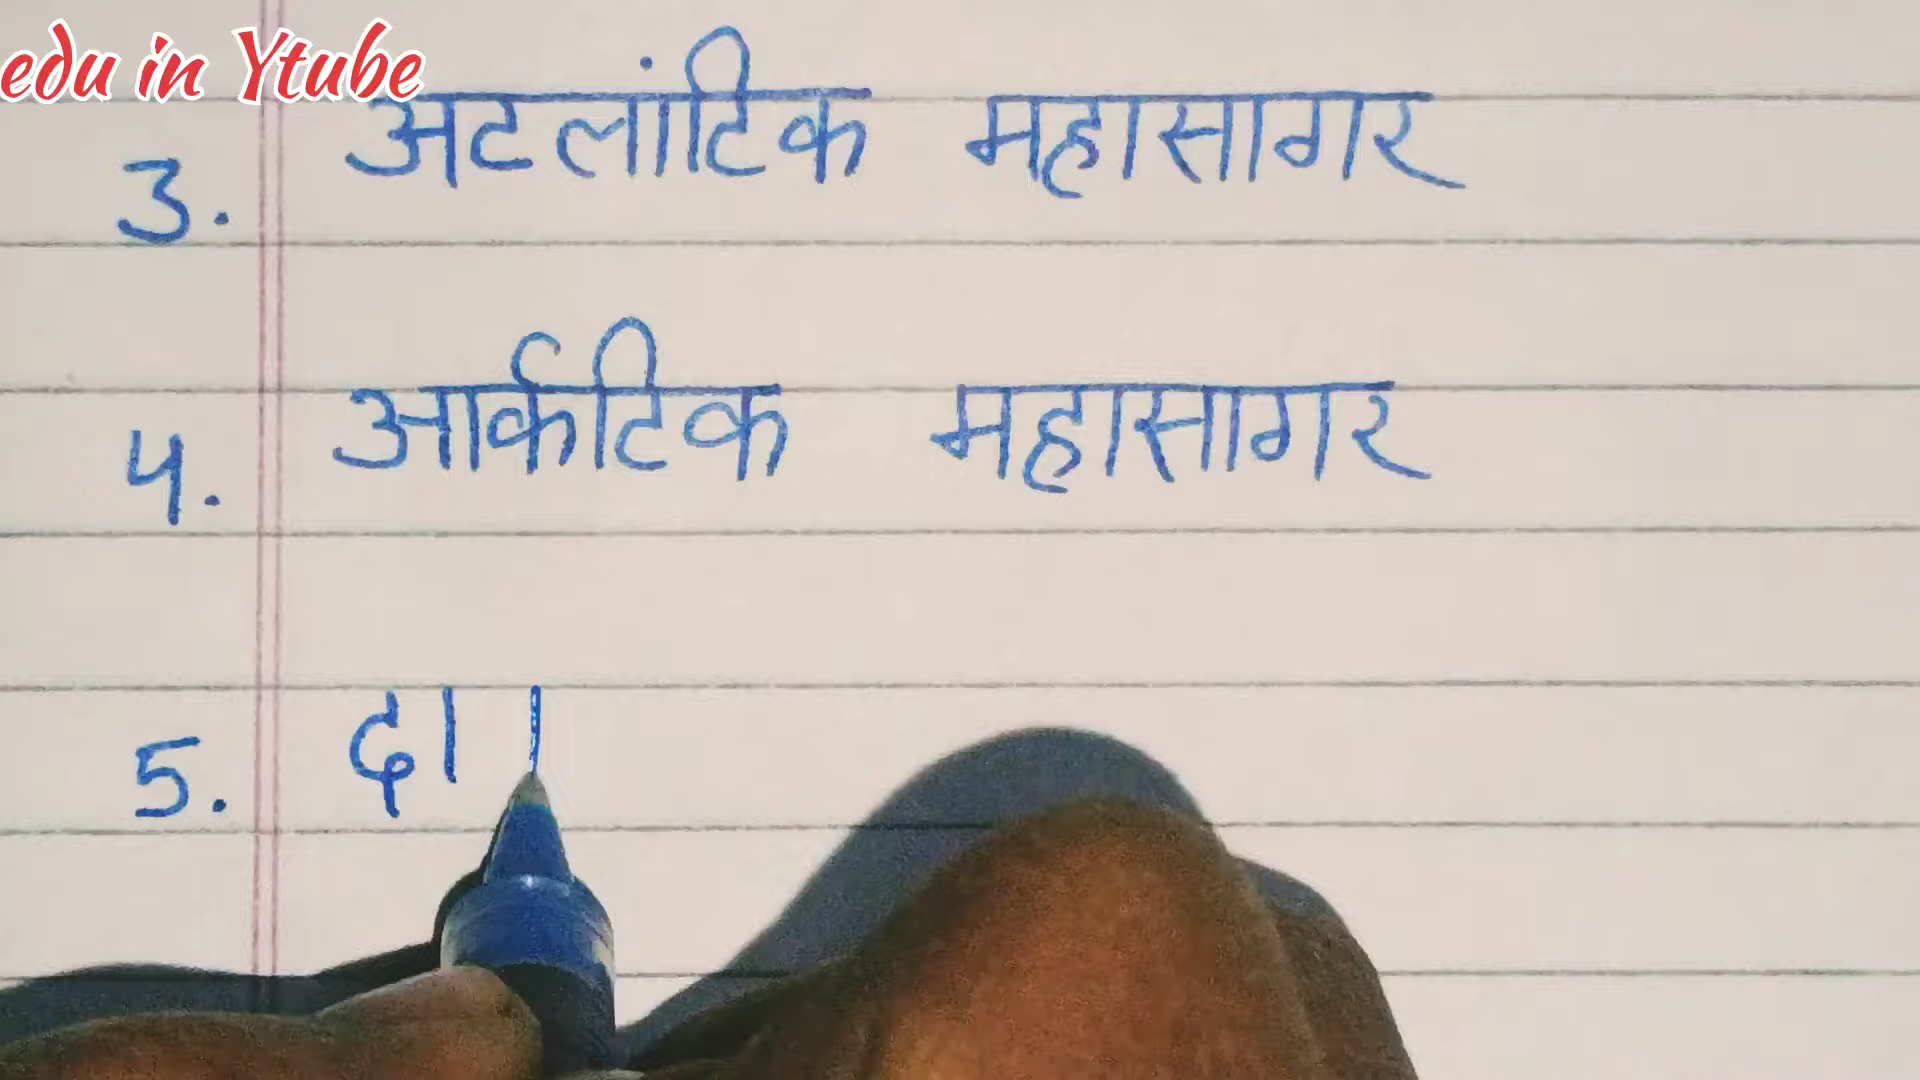 edu in Ytube
3. अटलांटिक महासागर
4. आर्कटिक महासागर
5. दा